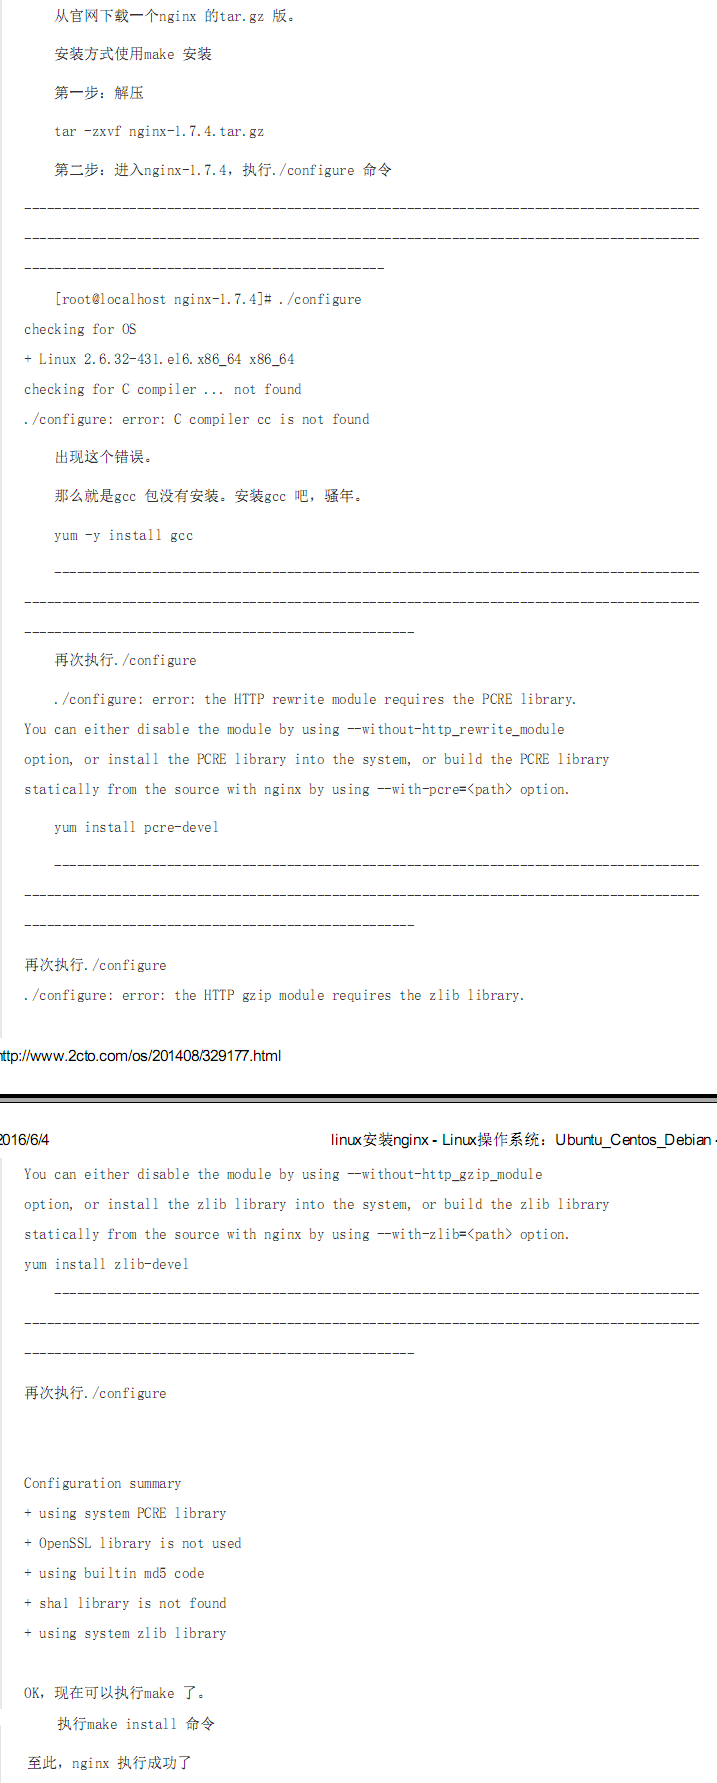 从官网下载一个nginx 的tar.gz 版。
安装方式使用make 安装
第一步：解压
tar -zxvf nginx-1.7.4.tar.gz
第二步：进入nginx-1.7.4，执行./configure 命令
------------------------------------------------------------------------------------------
------------------------------------------------------------------------------------------
------------------------------------------------
[root@localhost nginx-1.7.4]# ./configure
checking for OS
+ Linux 2.6.32-431.el6.x86_64 x86_64
checking for C compiler ... not found
./configure: error: C compiler cc is not found
出现这个错误。
那么就是gcc 包没有安装。安装gcc 吧，骚年。
yum -y install gcc
--------------------------------------------------------------------------------------
------------------------------------------------------------------------------------------
----------------------------------------------------
再次执行./configure
./configure: error: the HTTP rewrite module requires the PCRE library.
You can either disable the module by using --without-http_rewrite_module
option, or install the PCRE library into the system, or build the PCRE library
statically from the source with nginx by using --with-pcre=<path> option.
yum install pcre-devel
--------------------------------------------------------------------------------------
------------------------------------------------------------------------------------------
----------------------------------------------------
再次执行./configure
./configure: error: the HTTP gzip module requires the zlib library.
http://www.2cto.com/os/201408/329177.html
2016/6/4 linux安装nginx - Linux操作系统：Ubuntu_Centos_Debian -
You can either disable the module by using --without-http_gzip_module
option, or install the zlib library into the system, or build the zlib library
statically from the source with nginx by using --with-zlib=<path> option.
yum install zlib-devel
--------------------------------------------------------------------------------------
------------------------------------------------------------------------------------------
----------------------------------------------------
再次执行./configure
Configuration summary
+ using system PCRE library
+ OpenSSL library is not used
+ using builtin md5 code
+ sha1 library is not found
+ using system zlib library
OK，现在可以执行make 了。
执行make install 命令
至此，nginx 执行成功了